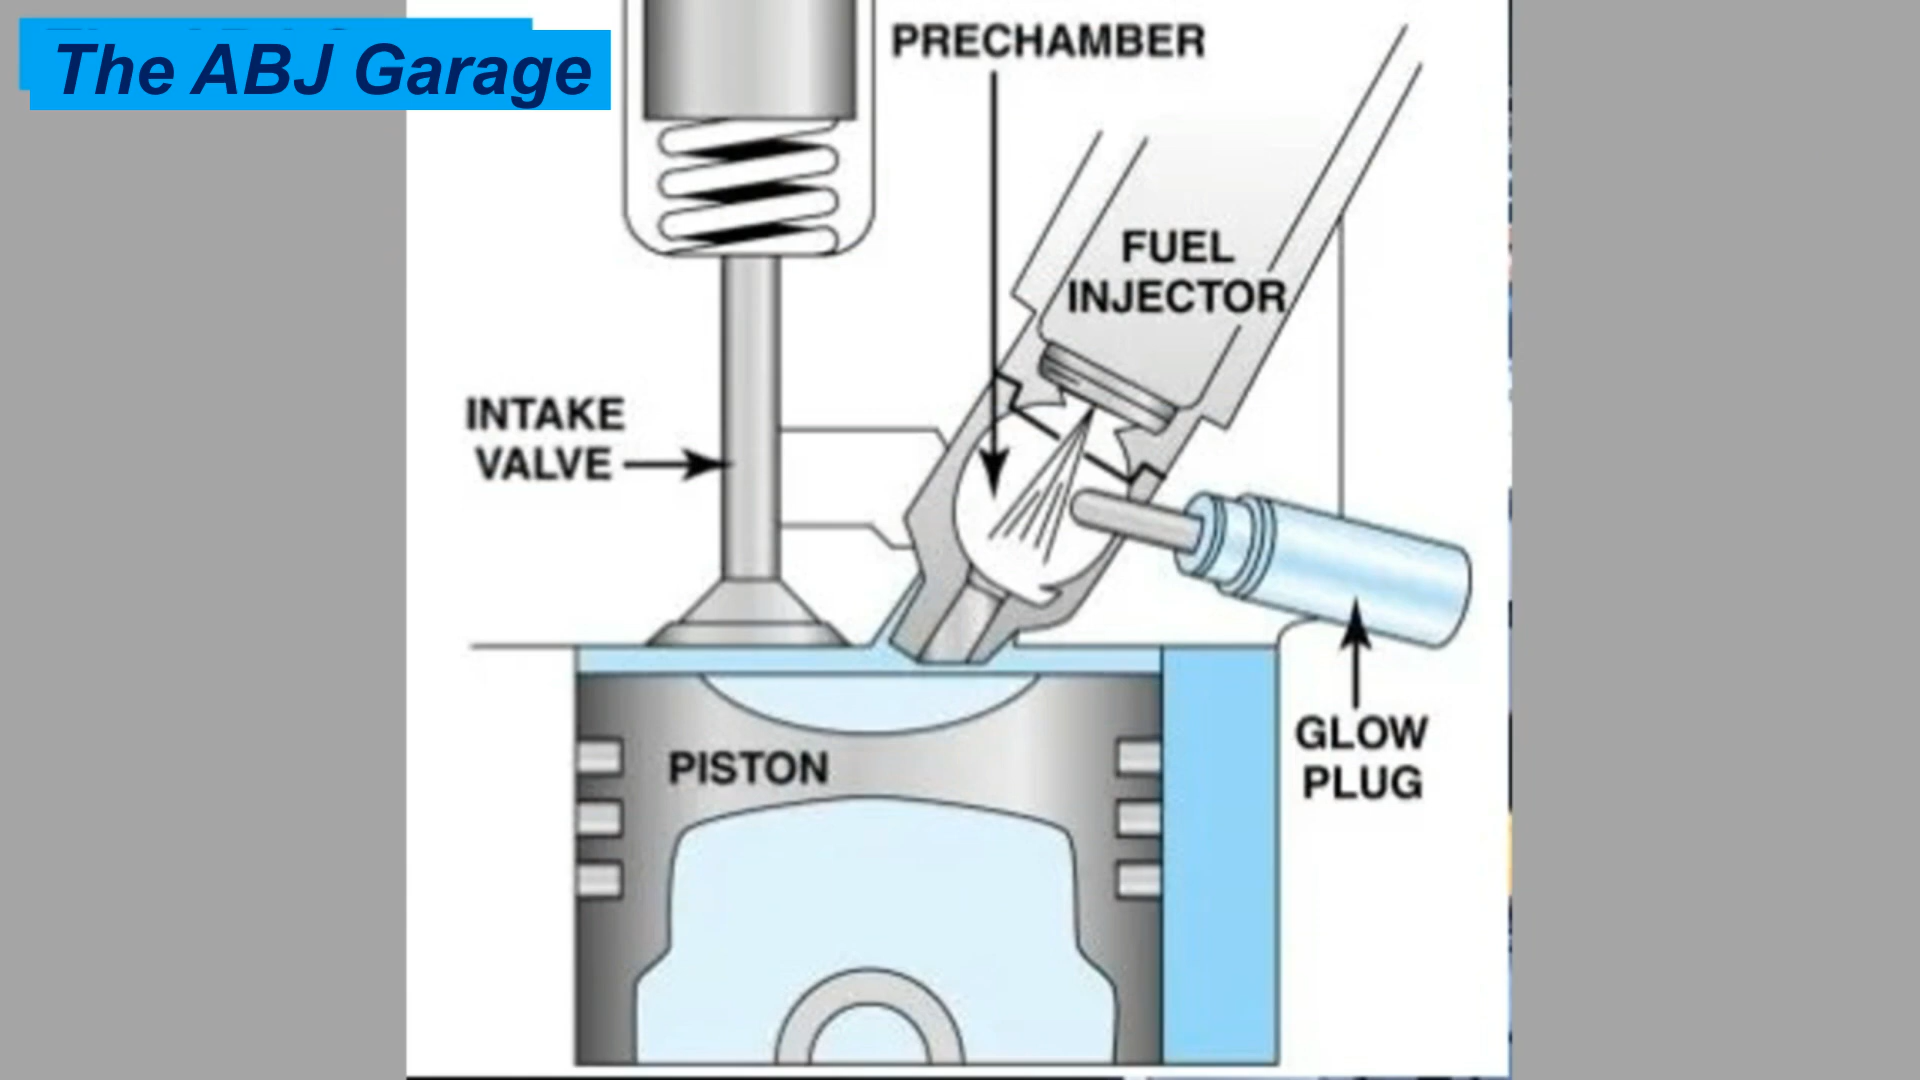 The ABJ Garage
PRECHAMBER
FUEL
INJECTOR
INTAKE
VALVE
GLOW
PLUG
PISTON